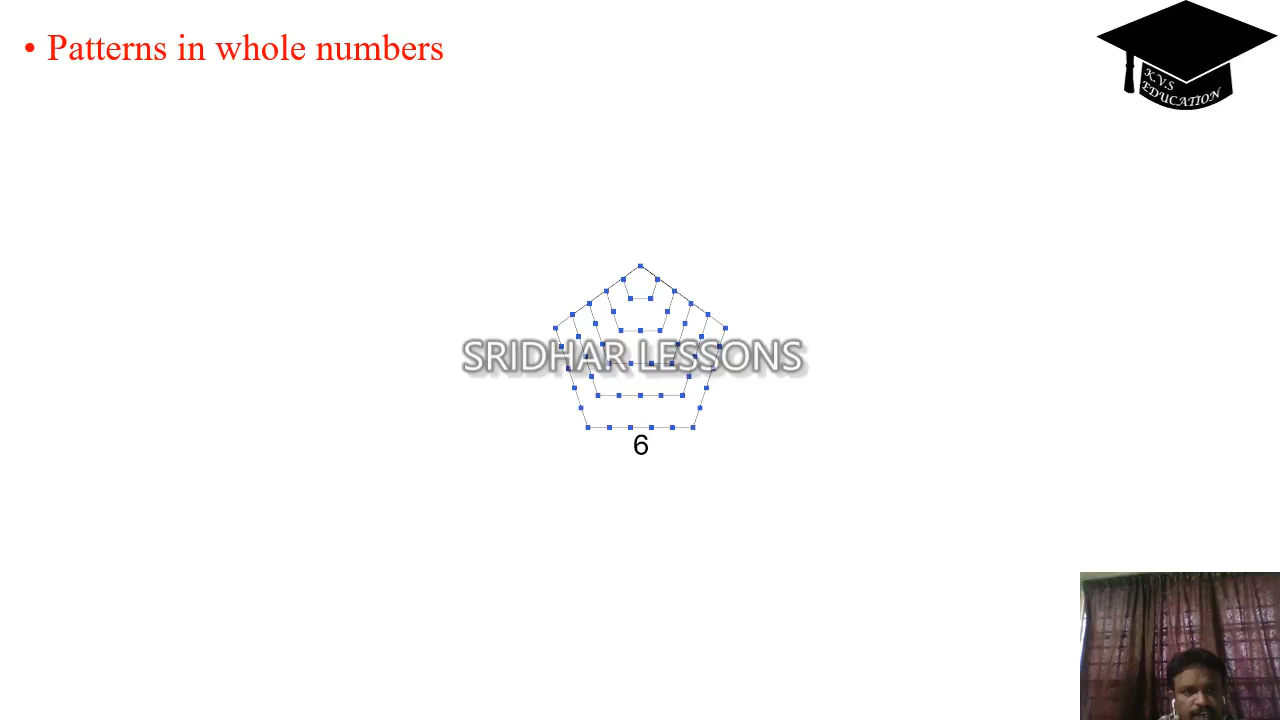 • Patterns in whole numbers
K.V.S
EDUCATION
SRIDHAR LESSONS
6